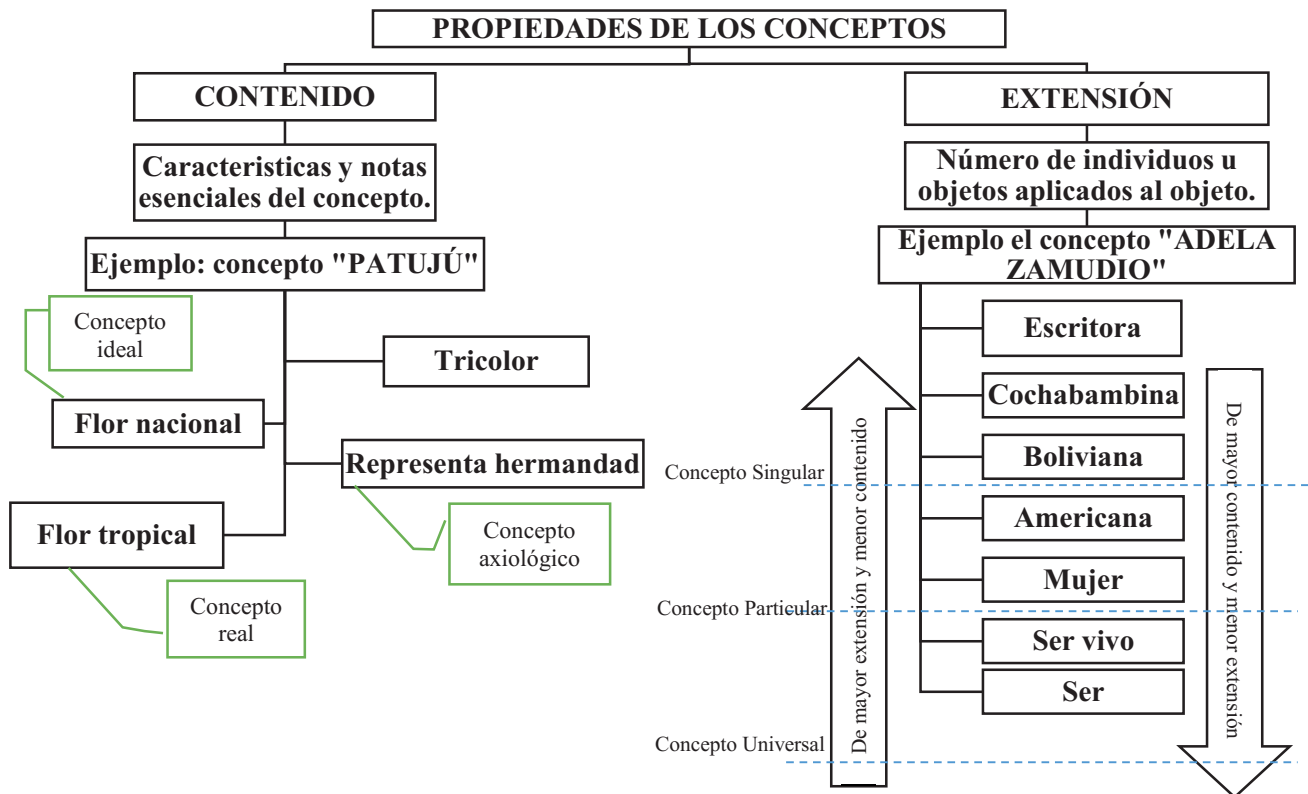 PROPIEDADES DE LOS CONCEPTOS
CONTENIDO
Caracteristicas y notas
esenciales del concepto.
Ejemplo: concepto "PATUJÚ"
Concepto
ideal
Tricolor
Flor nacional
Representa hermandad
Flor tropical
Concepto
axiológico
Concepto
real
EXTENSIÓN
Número de individuos u
objetos aplicados al objeto.
Ejemplo el concepto "ADELA
ZAMUDIO"
Escritora
Cochabambina
Boliviana
Americana
Mujer
Ser vivo
Ser
Concepto Singular
Concepto Particular
Concepto Universal
De mayor extensión y menor contenido
De mayor contenido y menor extensión